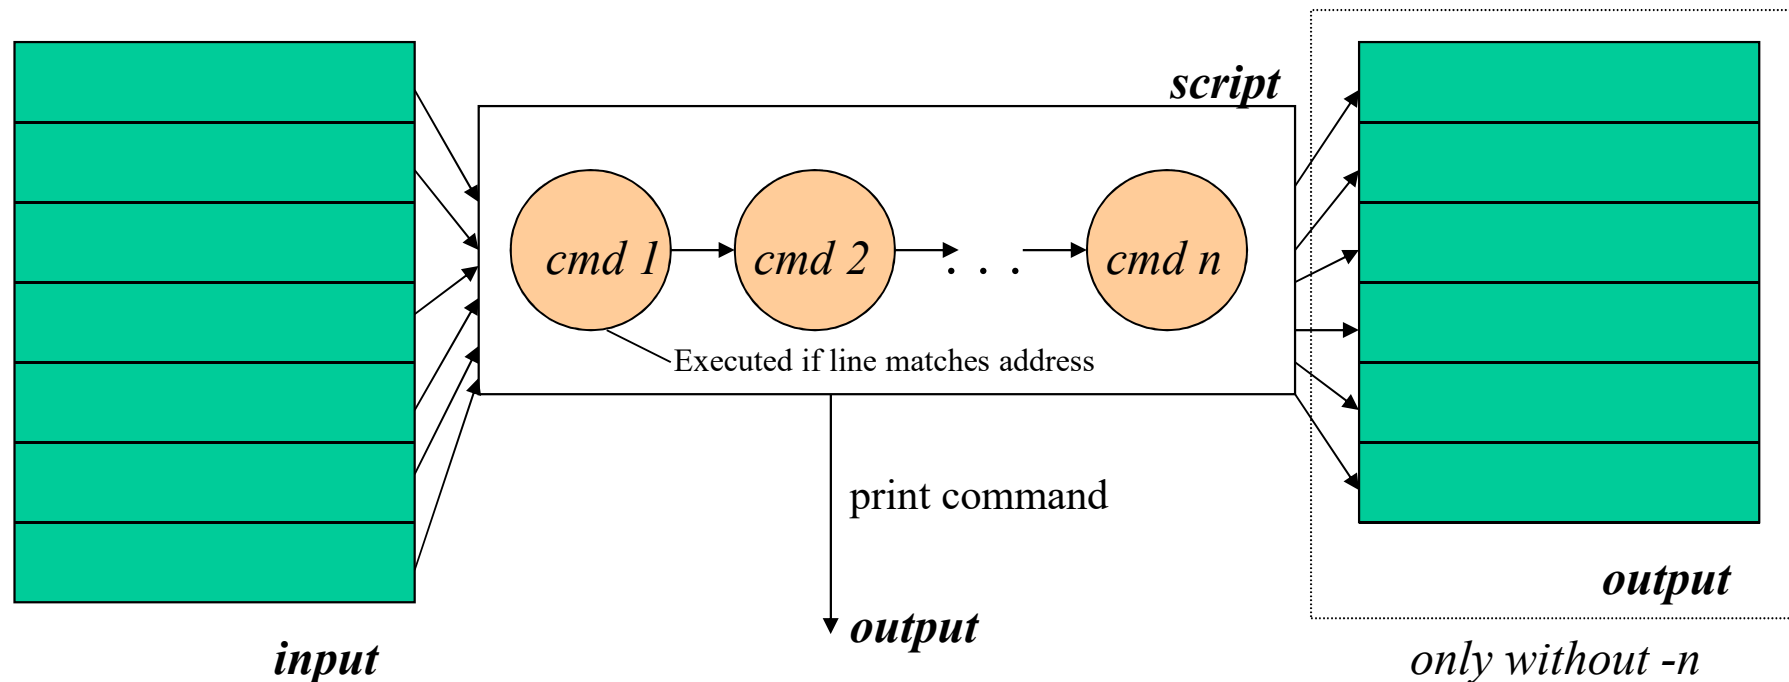 script
cmd 1
cmd 2
. . .
cmd n
Executed if line matches address
print command
output
output
input
only without -n